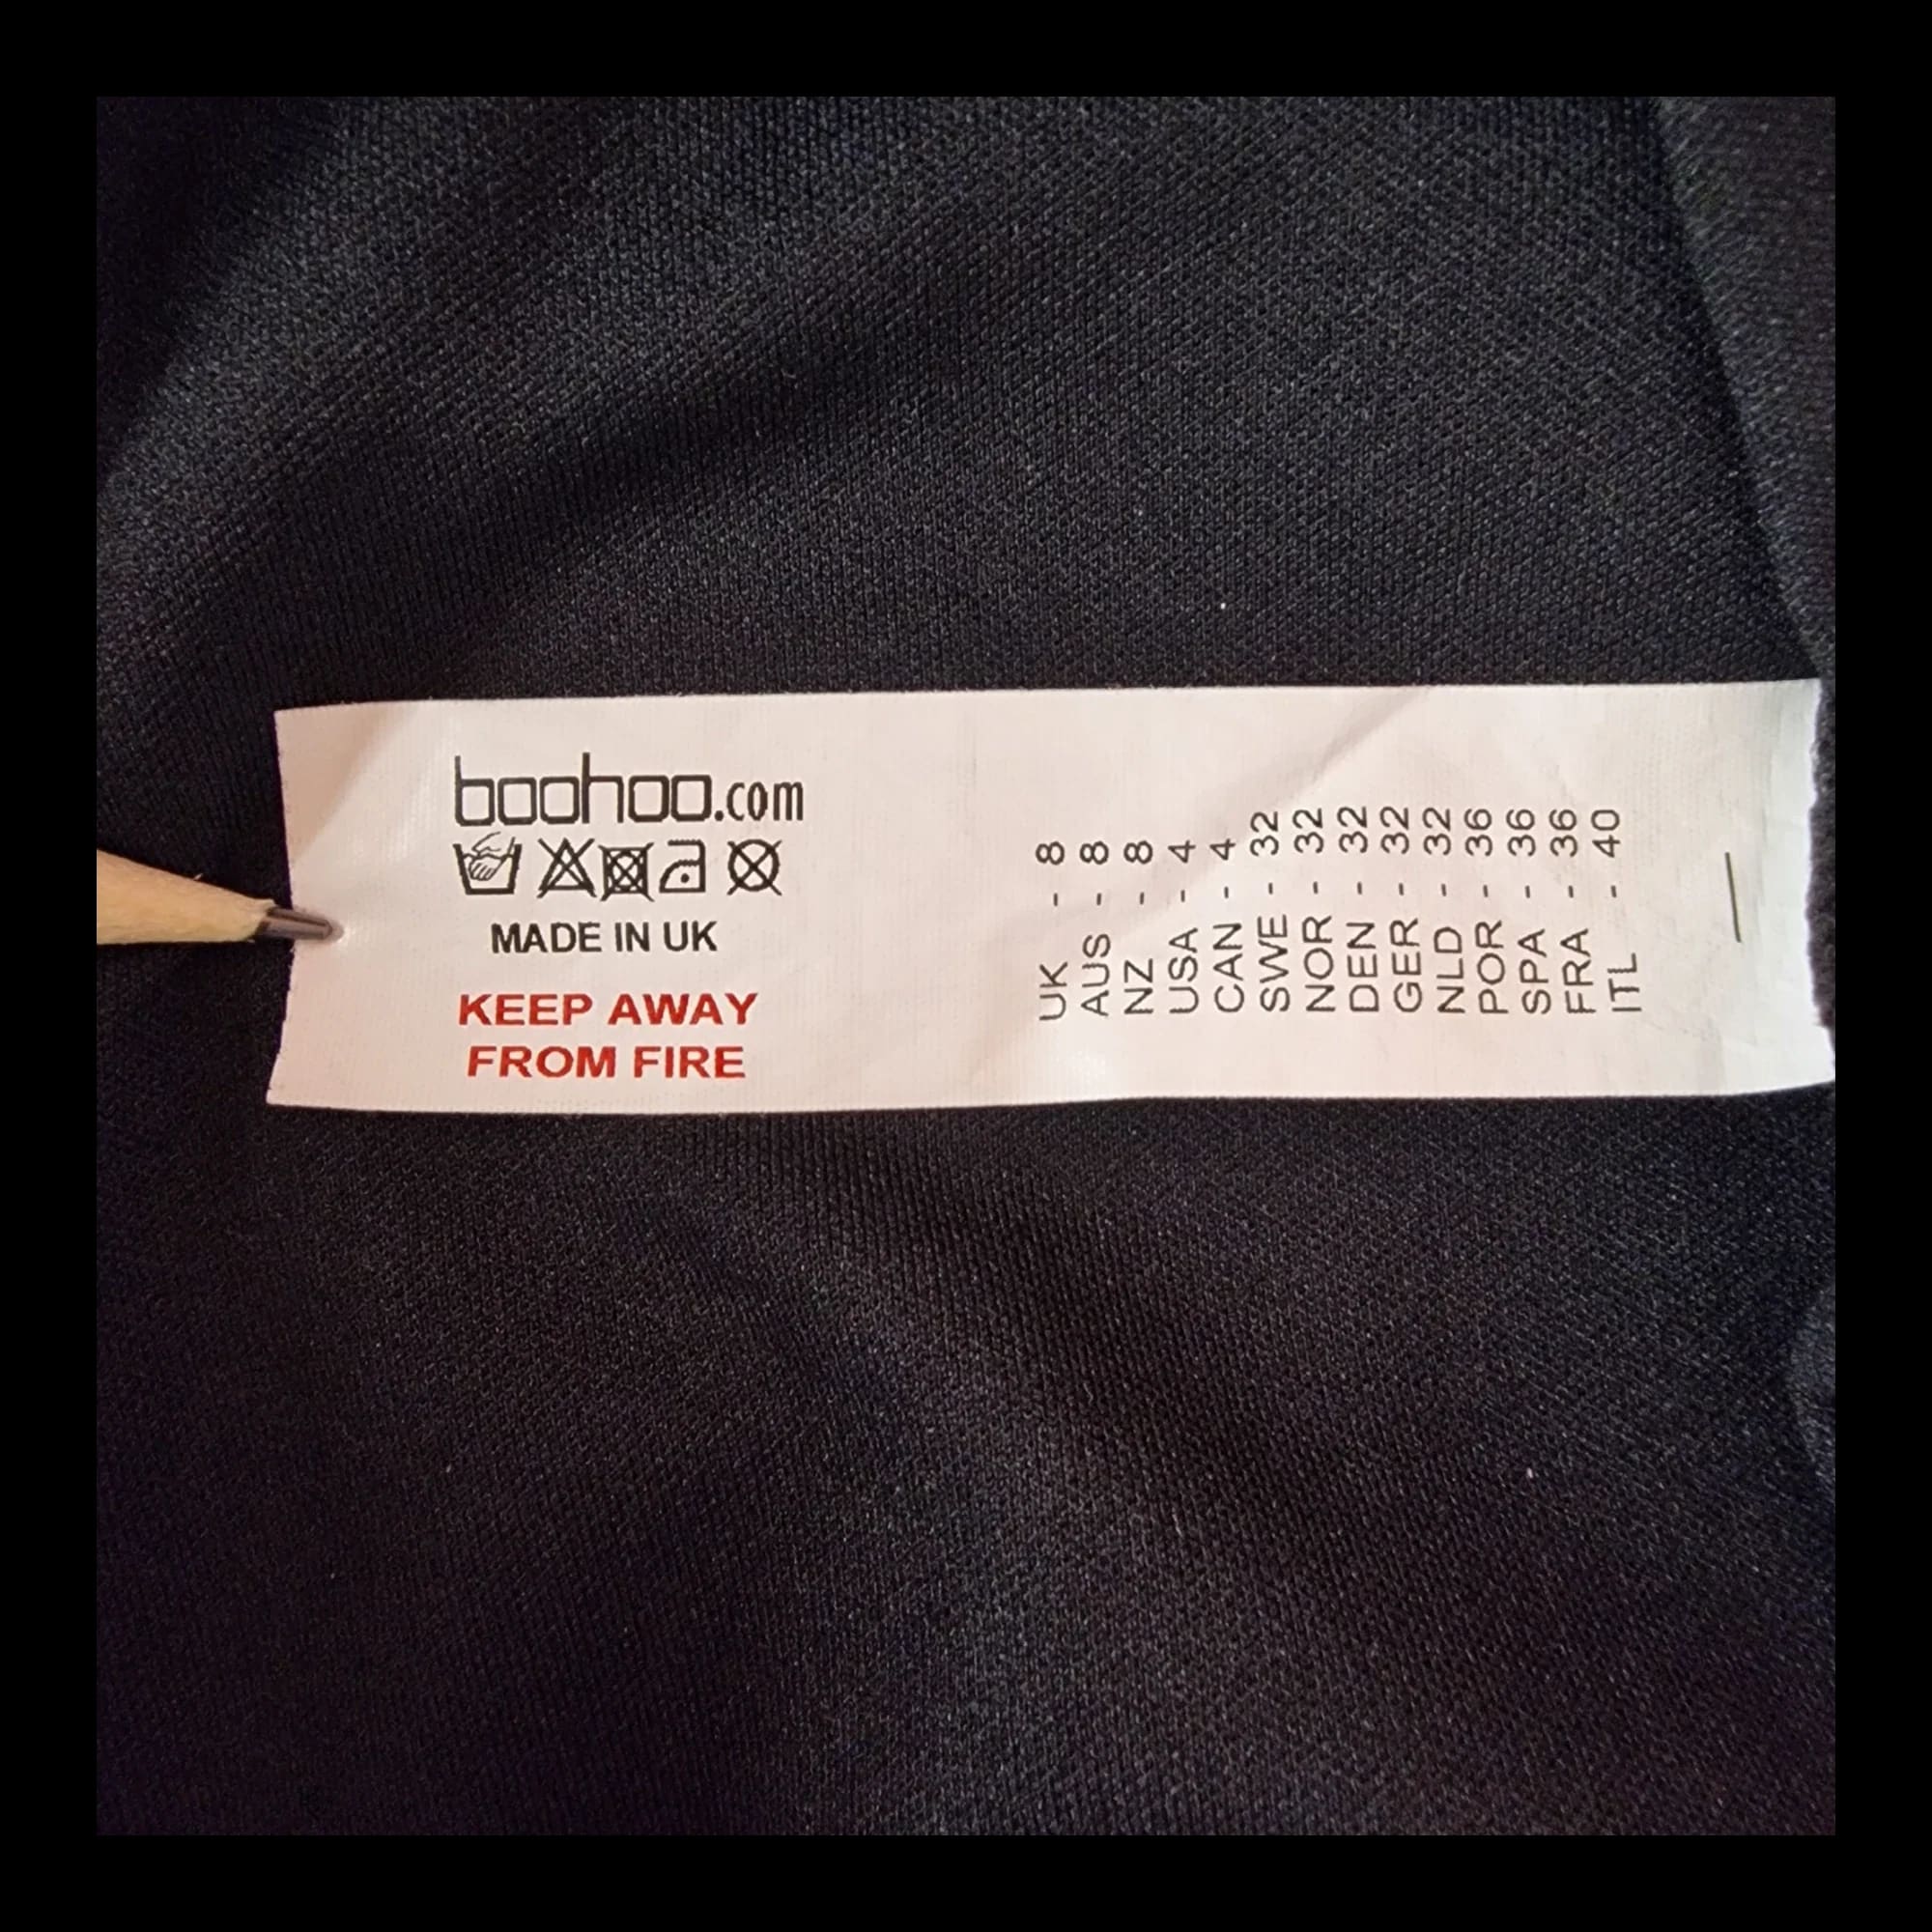 boohoo.com
MADE IN UK
KEEP AWAY
FROM FIRE
UK - 8
AUS - 8
NZ - 8
USA - 4
CAN - 4
SWE - 32
NOR - 32
DEN - 32
GER - 32
NLD - 32
POR - 36
SPA - 36
FRA - 36
ITL - 40